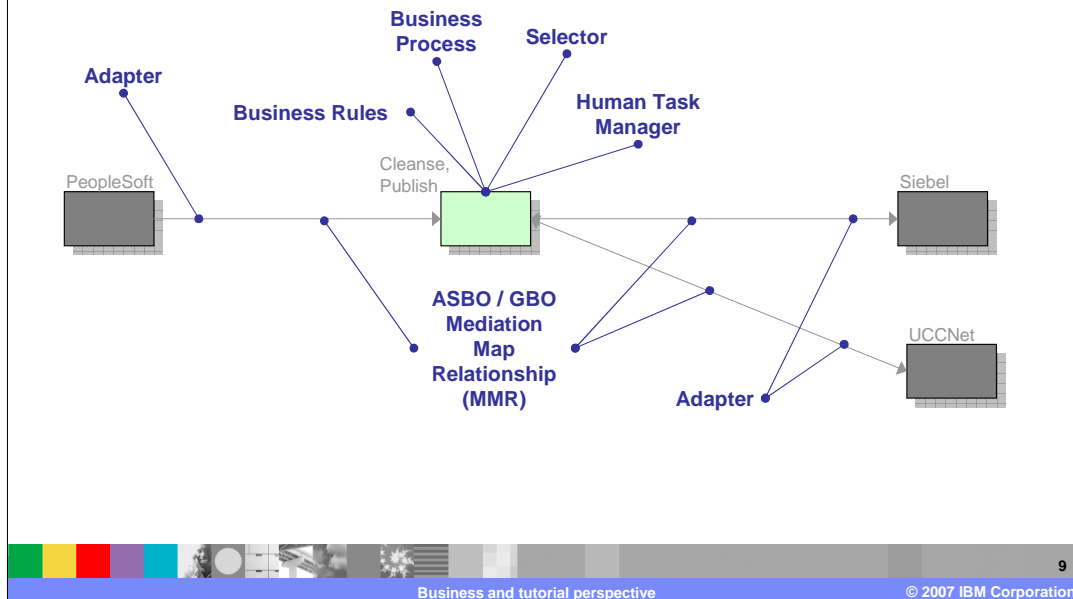 Business
Process
Selector
Adapter
Business Rules
Human Task
Manager
Cleanse,
Publish
PeopleSoft
Siebel
ASBO / GBO
Mediation
Map
Relationship
(MMR)
UCCNet
Adapter
9
Business and tutorial perspective
© 2007 IBM Corporation